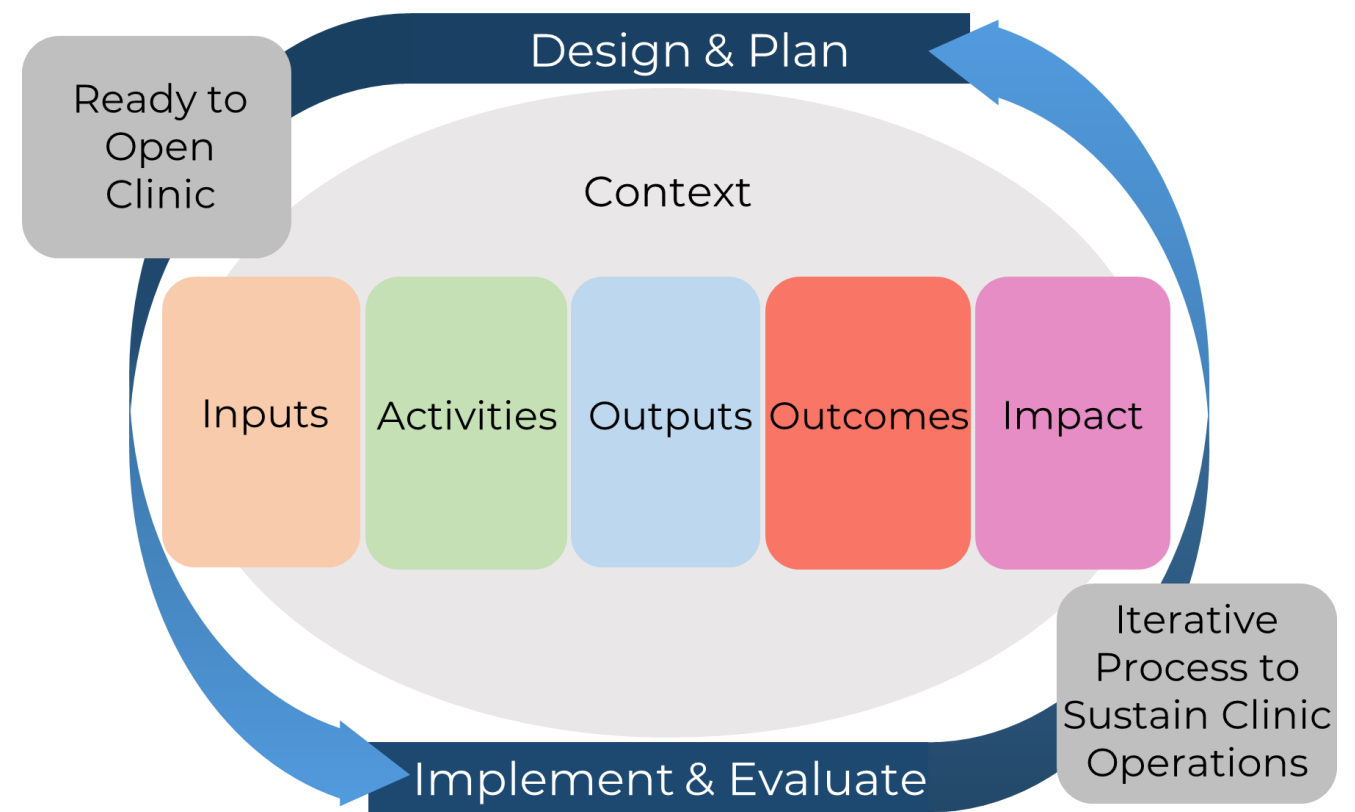 Design & Plan
Ready to
Open
Clinic
Context
Inputs
Activities
Outputs
Outcomes
Impact
Iterative
Process to
Sustain Clinic
Operations
Implement & Evaluate